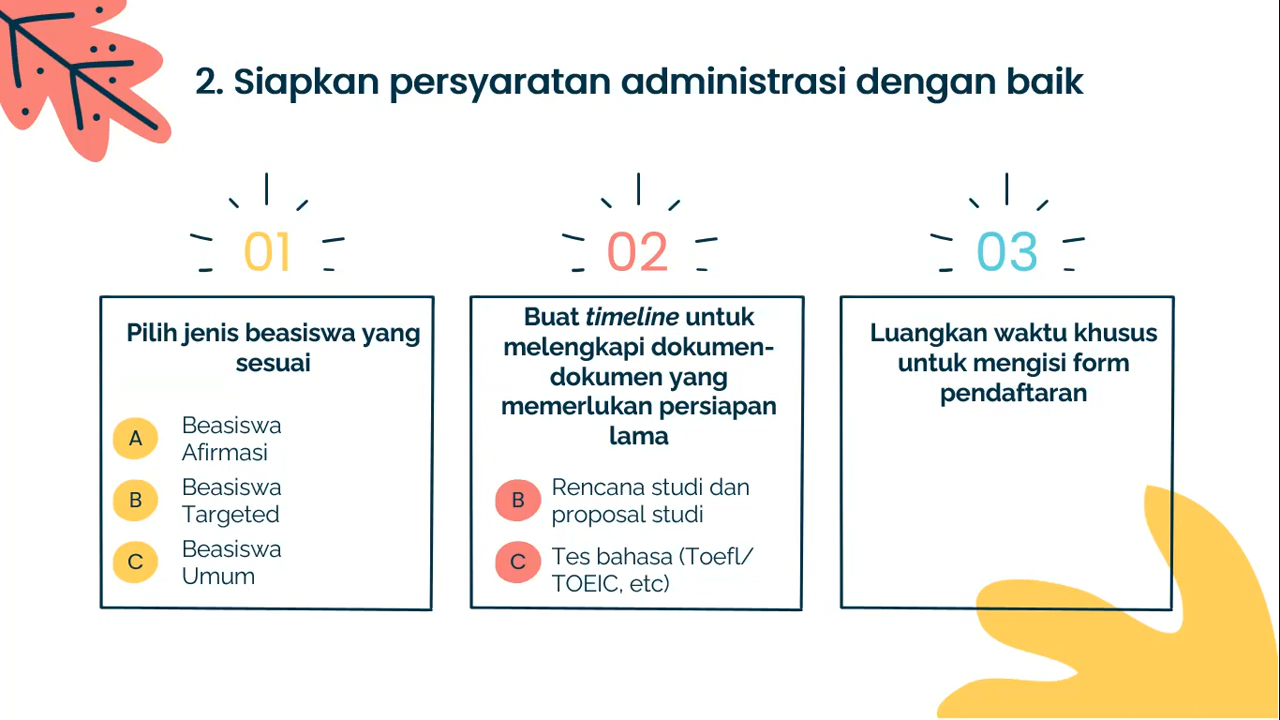 2. Siapkan persyaratan administrasi dengan baik
01
Pilih jenis beasiswa yang
sesuai
A
Beasiswa
Afirmasi
B
Beasiswa
Targeted
C
Beasiswa
Umum
02
Buat timeline untuk
melengkapi dokumen-
dokumen yang
memerlukan persiapan
lama
B
Rencana studi dan
proposal studi
C
Tes bahasa (Toefl/
TOEIC, etc)
03
Luangkan waktu khusus
untuk mengisi form
pendaftaran